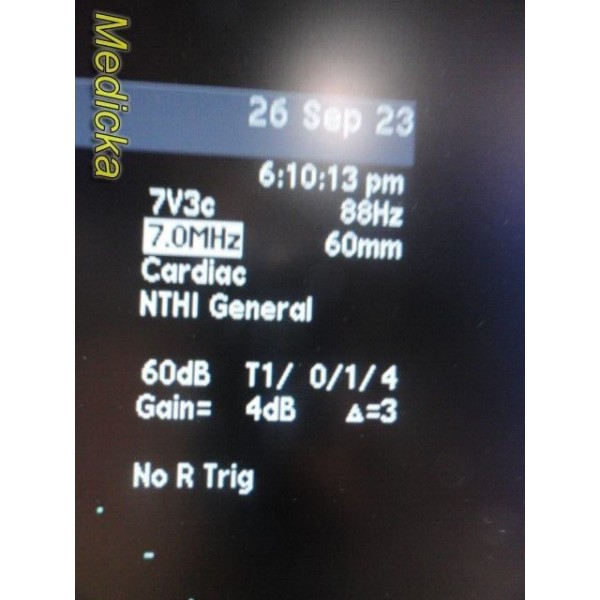 Medicka
26 Sep 23
6:10:13 pm
7V3c 88Hz
7.0MHz 60mm
Cardiac
NTHI General
60dB T1/ 0/1/4
Gain= 4dB Δ=3
No R Trig